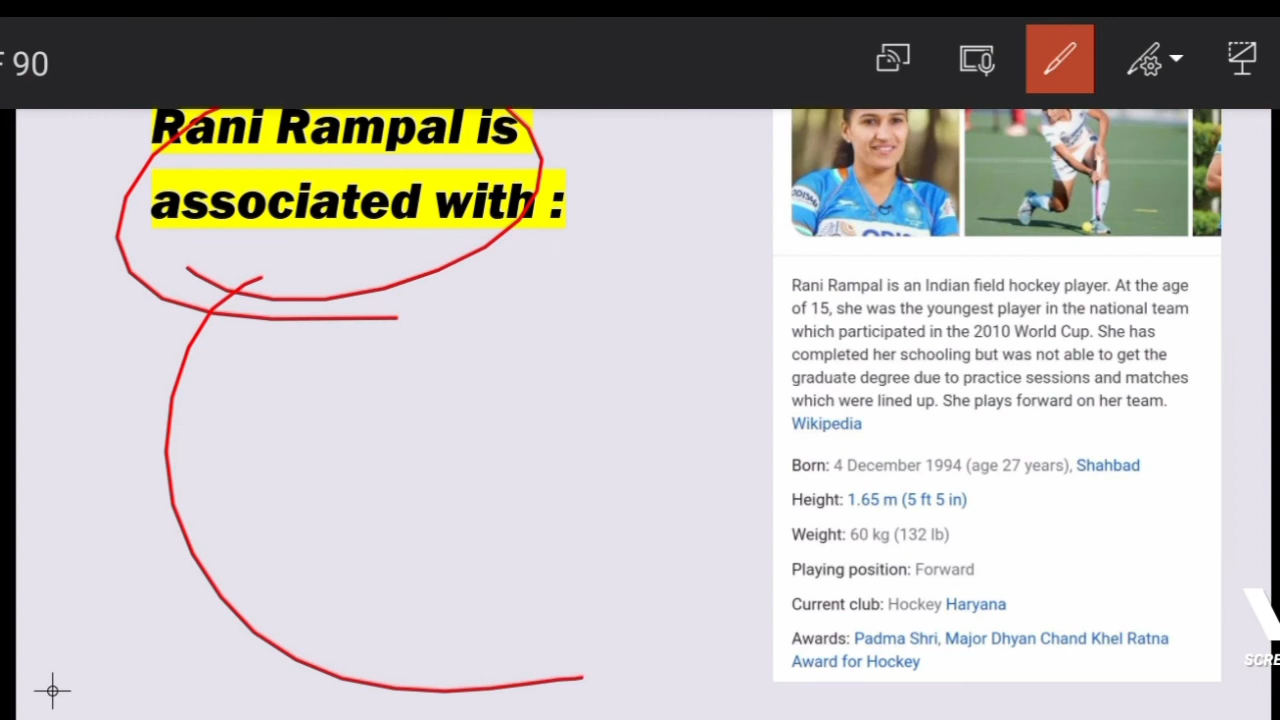 F 90
Rani Rampal is
associated with :
Rani Rampal is an Indian field hockey player. At the age
of 15, she was the youngest player in the national team
which participated in the 2010 World Cup. She has
completed her schooling but was not able to get the
graduate degree due to practice sessions and matches
which were lined up. She plays forward on her team.
Wikipedia
Born: 4 December 1994 (age 27 years), Shahbad
Height: 1.65 m (5 ft 5 in)
Weight: 60 kg (132 lb)
Playing position: Forward
Current club: Hockey Haryana
Awards: Padma Shri, Major Dhyan Chand Khel Ratna
Award for Hockey